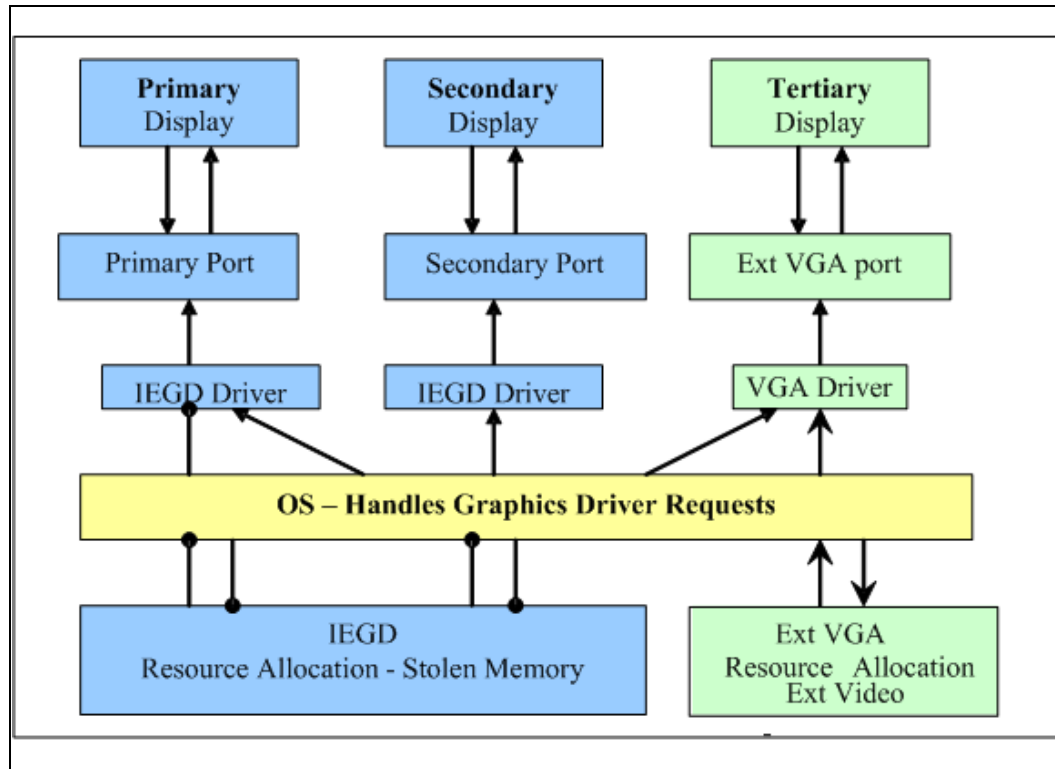 Primary
Display
Secondary
Display
Tertiary
Display
Primary Port
Secondary Port
Ext VGA port
IEGD Driver
IEGD Driver
VGA Driver
OS – Handles Graphics Driver Requests
IEGD
Resource Allocation - Stolen Memory
Ext VGA
Resource Allocation
Ext Video